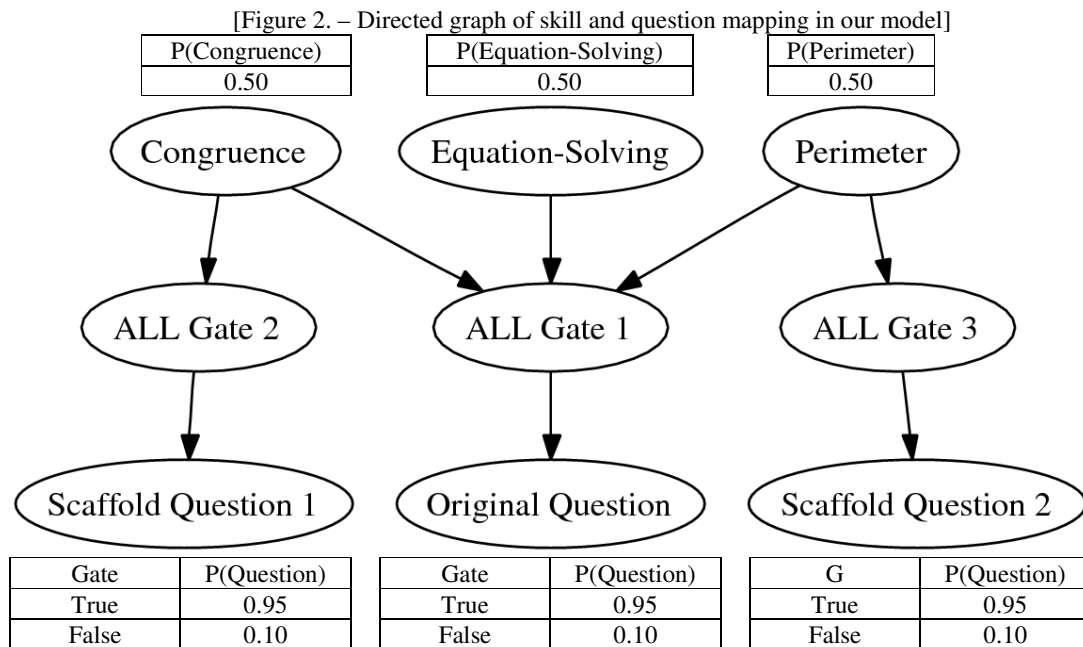 [Figure 2. – Directed graph of skill and question mapping in our model]
P(Congruence) P(Equation-Solving) P(Perimeter)
0.50 0.50 0.50
Congruence Equation-Solving Perimeter
ALL Gate 2 ALL Gate 1 ALL Gate 3
Scaffold Question 1 Original Question Scaffold Question 2
Gate P(Question) Gate P(Question) G P(Question)
True 0.95 True 0.95 True 0.95
False 0.10 False 0.10 False 0.10